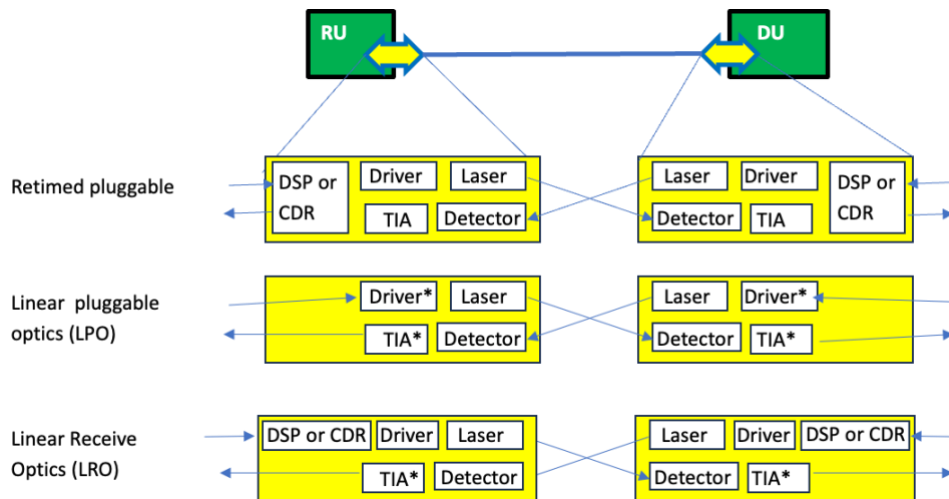 RU
DU
Retimed pluggable
DSP or
CDR
Driver
Laser
TIA
Detector
Laser
Driver
DSP or
CDR
Detector
TIA
Linear pluggable
optics (LPO)
Driver*
Laser
TIA*
Detector
Laser
Driver*
Detector
TIA*
Linear Receive
Optics (LRO)
DSP or CDR
Driver
Laser
TIA*
Detector
Laser
Driver
DSP or CDR
Detector
TIA*